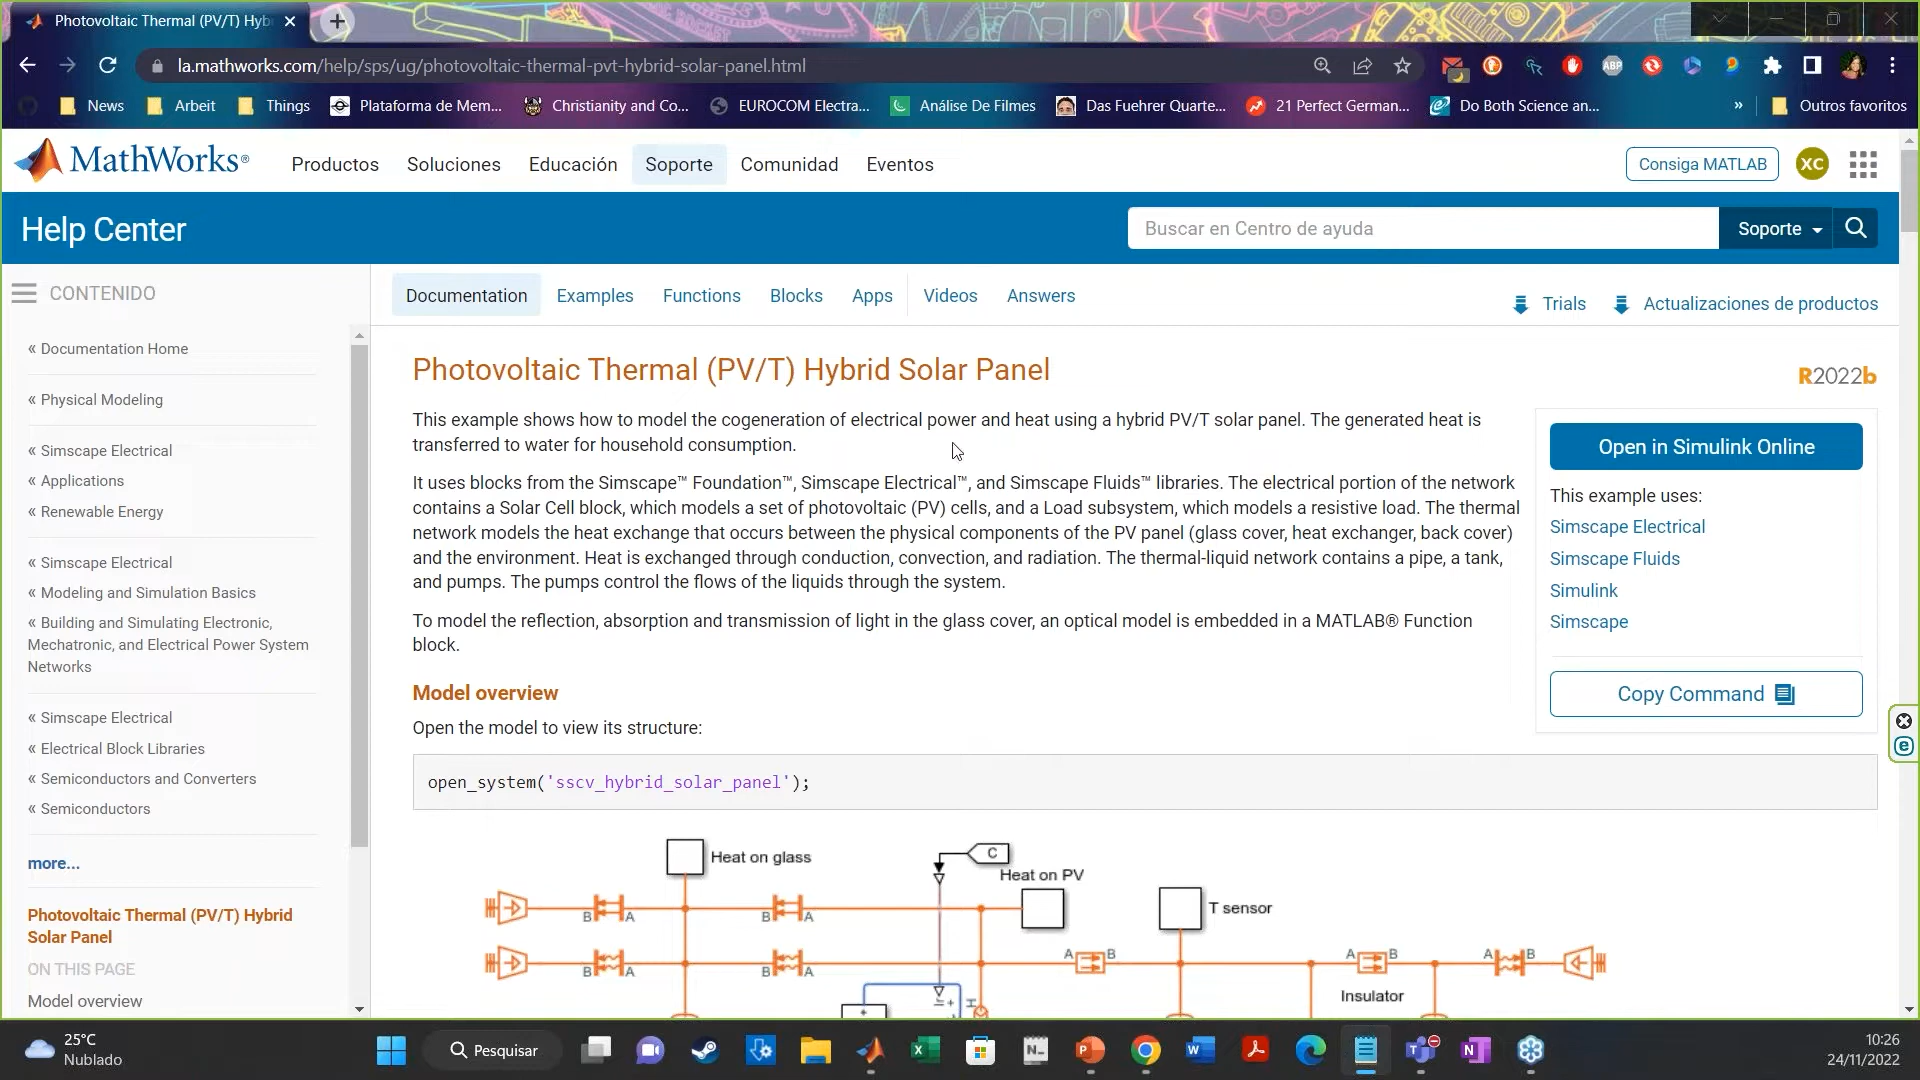 Photovoltaic Thermal (PV/T) Hyb
la.mathworks.com/help/sps/ug/photovoltaic-thermal-pvt-hybrid-solar-panel.html
News Arbeit Things Plataforma de Mem... Christianity and Co... EUROCOM Electra... Análise De Filmes Das Fuehrer Quarte... 21 Perfect German... Do Both Science an... » Outros favoritos
MathWorks® Productos Soluciones Educación Soporte Comunidad Eventos Consiga MATLAB XC
Help Center Buscar en Centro de ayuda Soporte
CONTENIDO
Documentation Examples Functions Blocks Apps Videos Answers Trials Actualizaciones de productos
« Documentation Home
« Physical Modeling
« Simscape Electrical
« Applications
« Renewable Energy
« Simscape Electrical
« Modeling and Simulation Basics
« Building and Simulating Electronic,
Mechatronic, and Electrical Power System
Networks
« Simscape Electrical
« Electrical Block Libraries
« Semiconductors and Converters
« Semiconductors
more...
Photovoltaic Thermal (PV/T) Hybrid
Solar Panel
ON THIS PAGE
Model overview
Photovoltaic Thermal (PV/T) Hybrid Solar Panel
R2022b
This example shows how to model the cogeneration of electrical power and heat using a hybrid PV/T solar panel. The generated heat is
transferred to water for household consumption.
It uses blocks from the Simscape™ Foundation™, Simscape Electrical™, and Simscape Fluids™ libraries. The electrical portion of the network
contains a Solar Cell block, which models a set of photovoltaic (PV) cells, and a Load subsystem, which models a resistive load. The thermal
network models the heat exchange that occurs between the physical components of the PV panel (glass cover, heat exchanger, back cover)
and the environment. Heat is exchanged through conduction, convection, and radiation. The thermal-liquid network contains a pipe, a tank,
and pumps. The pumps control the flows of the liquids through the system.
To model the reflection, absorption and transmission of light in the glass cover, an optical model is embedded in a MATLAB® Function
block.
Open in Simulink Online
This example uses:
Simscape Electrical
Simscape Fluids
Simulink
Simscape
Copy Command
Model overview
Open the model to view its structure:
open_system('sscv_hybrid_solar_panel');
Heat on glass
C
Heat on PV
T sensor
B A B A
A B A B A B
B A B A
Insulator
25°C
Nublado
Pesquisar
ABP
10:26
24/11/2022